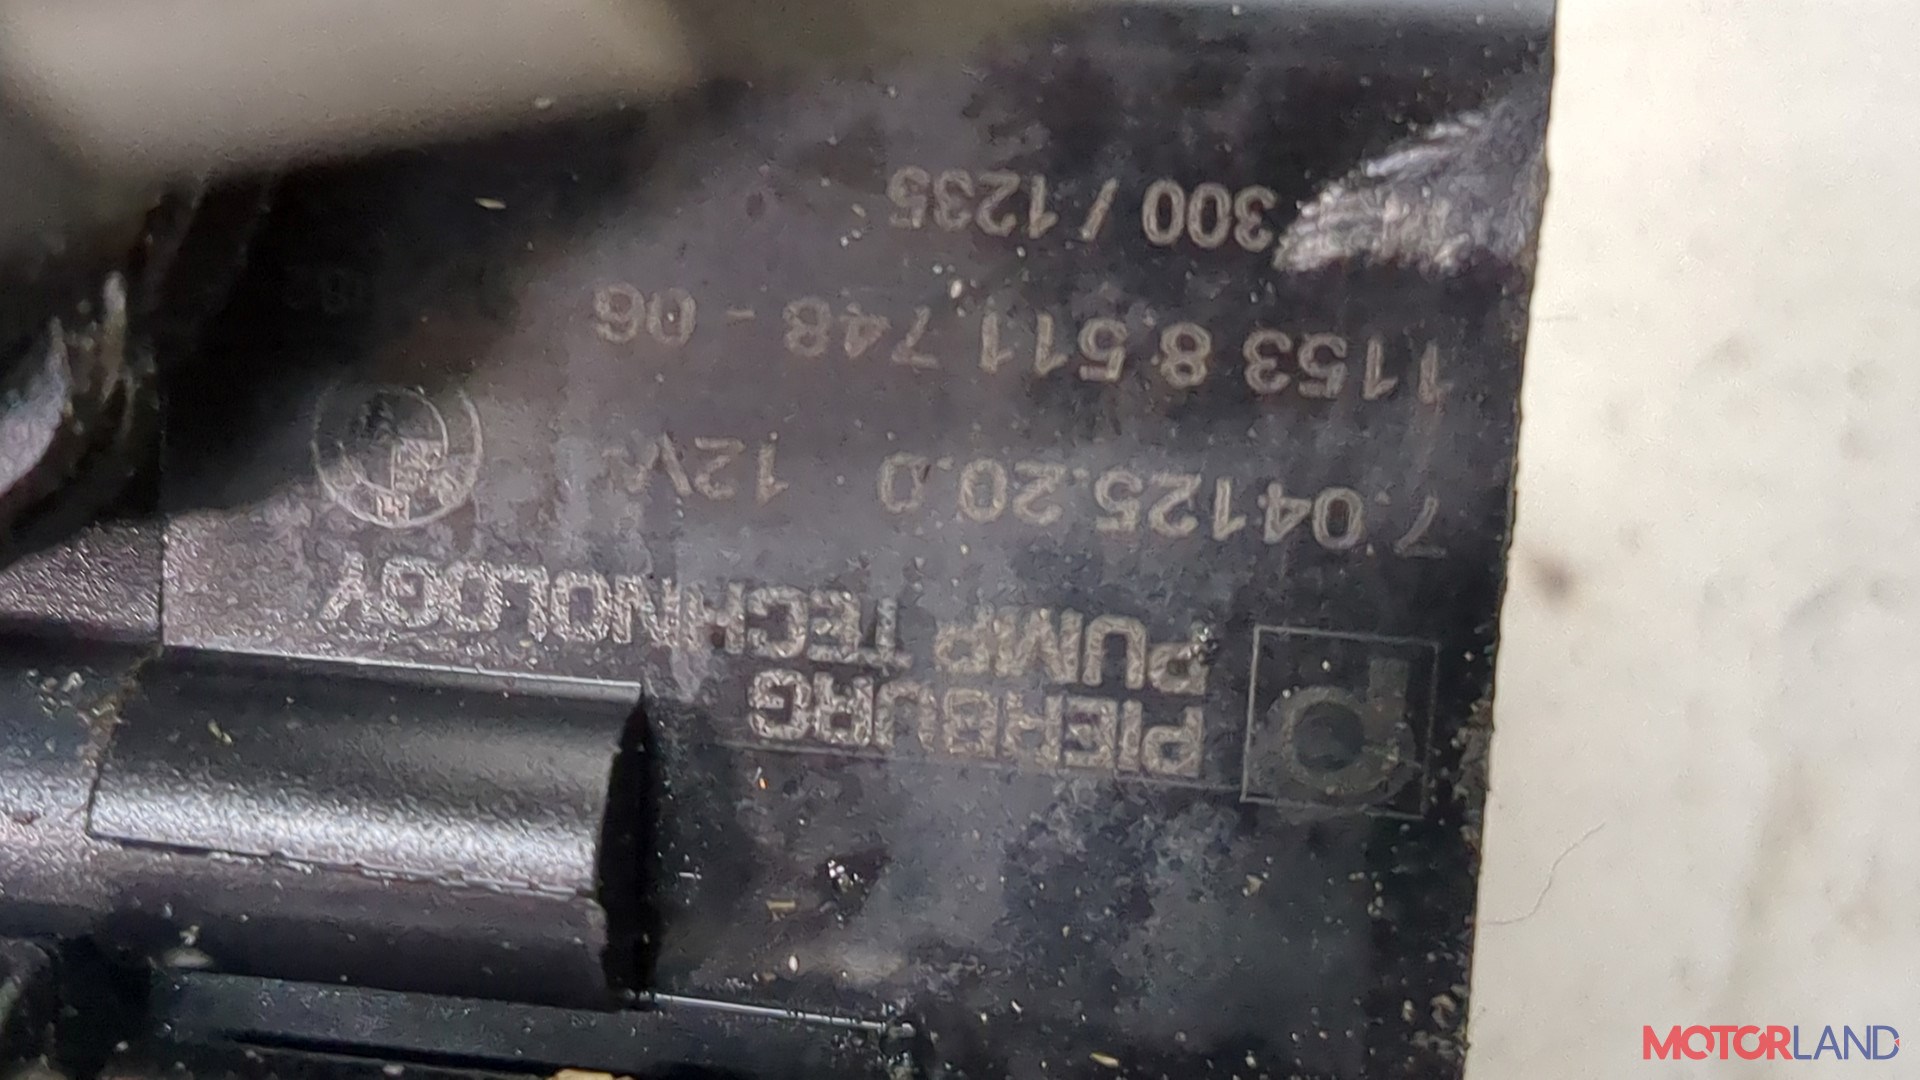 PIERBURG
PUMP TECHNOLOGY
7.04125.20.0 12V
1153 8 511 748 - 06
300 / 1235
MOTORLAND